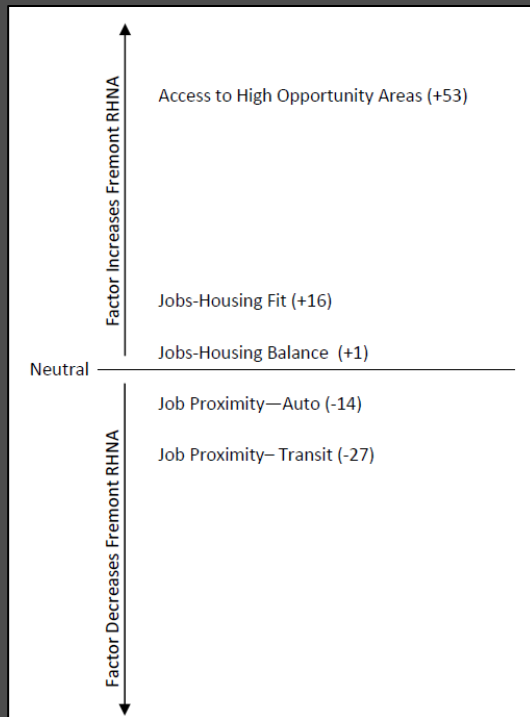 Factor Increases Fremont RHNA
Access to High Opportunity Areas (+53)
Jobs-Housing Fit (+16)
Jobs-Housing Balance (+1)
Neutral
Job Proximity—Auto (-14)
Job Proximity– Transit (-27)
Factor Decreases Fremont RHNA